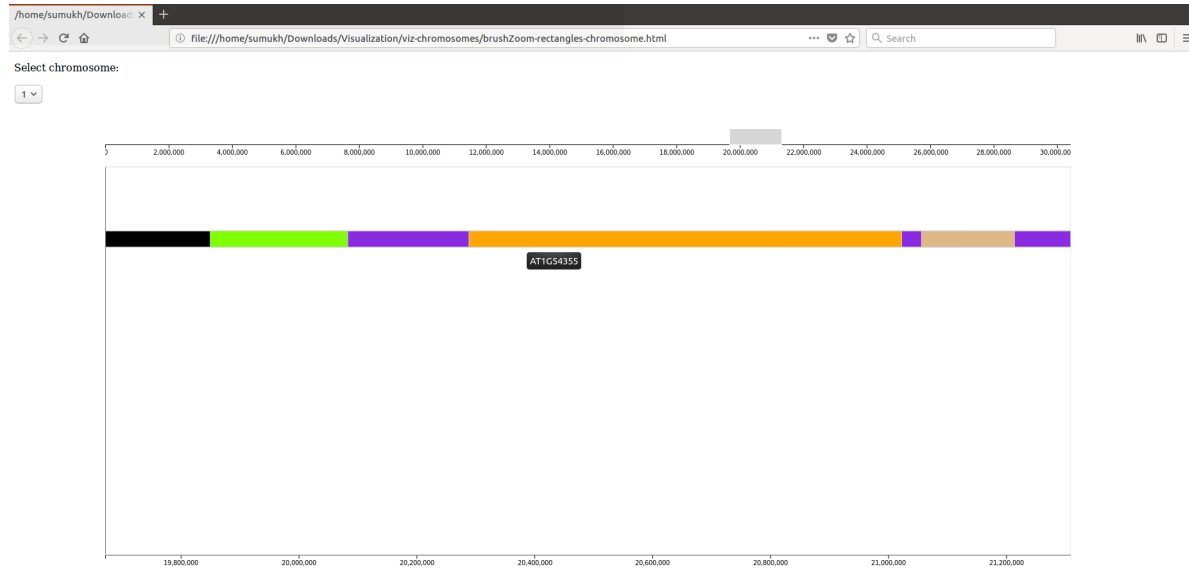 /home/sumukh/Download
file:///home/sumukh/Downloads/Visualization/viz-chromosomes/brushZoom-rectangles-chromosome.html
Search
Select chromosome:
1
0 2,000,000 4,000,000 6,000,000 8,000,000 10,000,000 12,000,000 14,000,000 16,000,000 18,000,000 20,000,000 22,000,000 24,000,000 26,000,000 28,000,000 30,000,00
AT1G54355
19,800,000 20,000,000 20,200,000 20,400,000 20,600,000 20,800,000 21,000,000 21,200,000